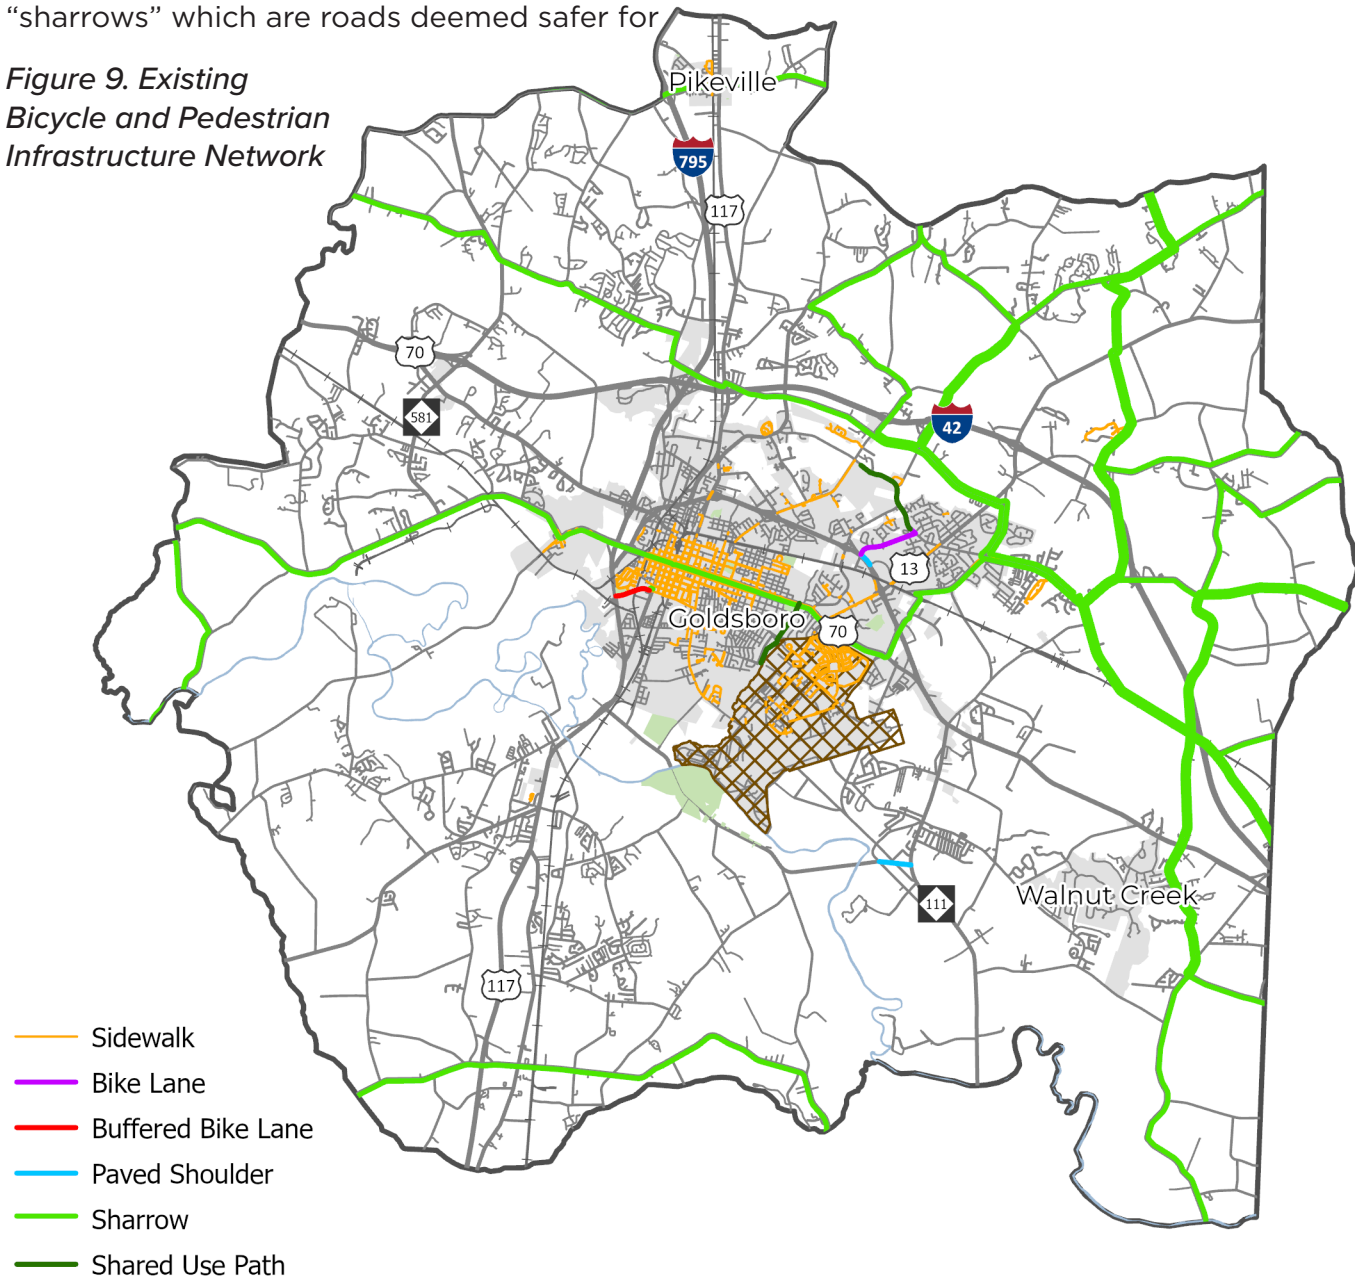 “sharrows” which are roads deemed safer for
Figure 9. Existing
Bicycle and Pedestrian
Infrastructure Network
Pikeville
795
117
70
581
42
13
Goldsboro
70
Walnut Creek
111
117
Sidewalk
Bike Lane
Buffered Bike Lane
Paved Shoulder
Sharrow
Shared Use Path